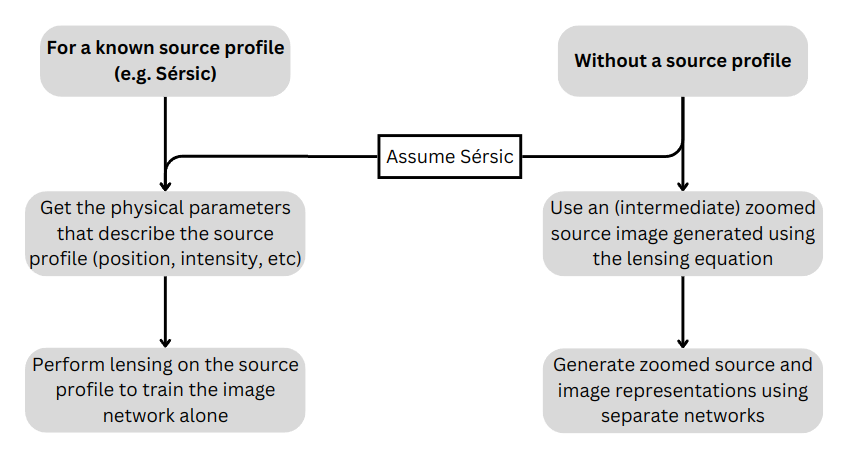 For a known source profile
(e.g. Sérsic)
Without a source profile
Assume Sérsic
Get the physical parameters
that describe the source
profile (position, intensity, etc)
Use an (intermediate) zoomed
source image generated using
the lensing equation
Perform lensing on the source
profile to train the image
network alone
Generate zoomed source and
image representations using
separate networks